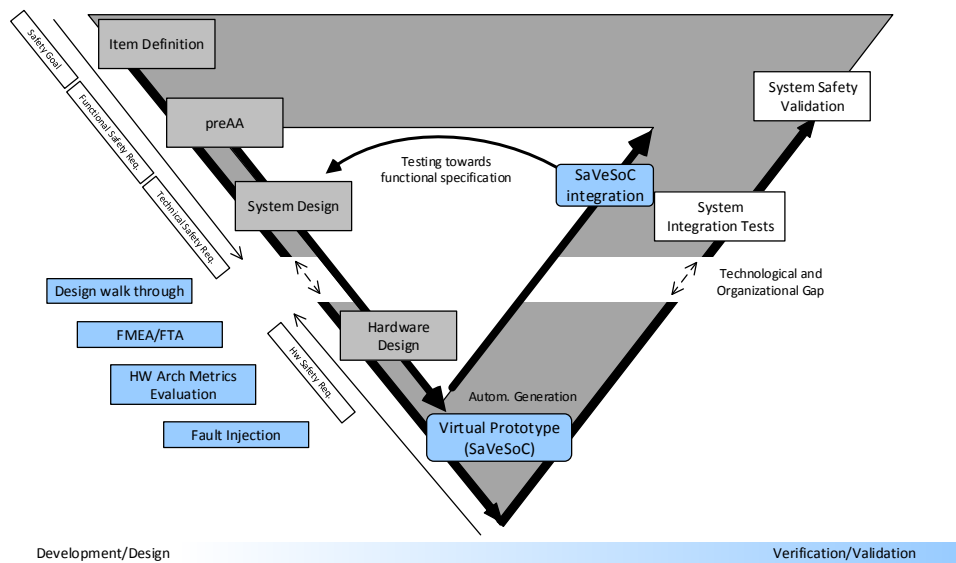 Item Definition
Safety Goal
preAA
Functional Safety Req.
System Design
Technical Safety Req.
Testing towards
functional specification
SaVeSoC
integration
System Safety
Validation
System
Integration Tests
Technological and
Organizational Gap
Design walk through
FMEA/FTA
HW Arch Metrics
Evaluation
Fault Injection
Hardware
Design
Hw Safety Req.
Autom. Generation
Virtual Prototype
(SaVeSoC)
Development/Design
Verification/Validation